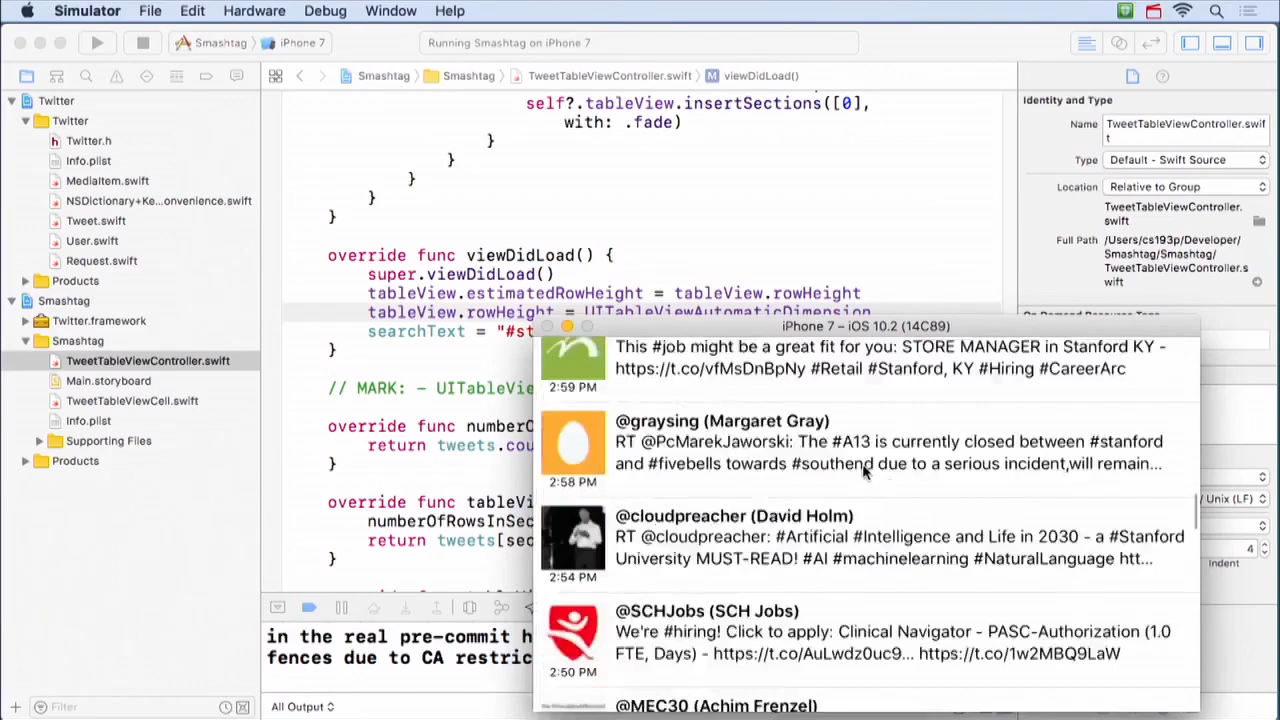 Simulator File Edit Hardware Debug Window Help
Smashtag iPhone 7
Running Smashtag on iPhone 7
Smashtag Smashtag TweetTableViewController.swift M viewDidLoad()
Twitter
Twitter
h Twitter.h
Info.plist
MediaItem.swift
NSDictionary+Ke...onvenience.swift
Tweet.swift
User.swift
Request.swift
Products
Smashtag
Twitter.framework
Smashtag
TweetTableViewController.swift
Main.storyboard
TweetTableViewCell.swift
Info.plist
Supporting Files
Products
Filter
self?.tableView.insertSections([0],
with: .fade)
}
}
}
}
}
override func viewDidLoad() {
super.viewDidLoad()
tableView.estimatedRowHeight = tableView.rowHeight
tableView.rowHeight = UITableViewAutomaticDimension
searchText = "#st
}
// MARK: - UITableVie
override func numberO
return tweets.cou
}
override func tableVi
numberOfRowsInSec
return tweets[sec
}
in the real pre-commit h
fences due to CA restric
All Output
Identity and Type
Name TweetTableViewController.swif
t
Type Default - Swift Source
Location Relative to Group
TweetTableViewController.
swift
Full Path /Users/cs193p/Developer/
Smashtag/Smashtag/
TweetTableViewController.s
wift
/ Unix (LF)
4
Indent
iPhone 7 – iOS 10.2 (14C89)
This #job might be a great fit for you: STORE MANAGER in Stanford KY -
https://t.co/vfMsDnBpNy #Retail #Stanford, KY #Hiring #CareerArc
2:59 PM
@graysing (Margaret Gray)
RT @PcMarekJaworski: The #A13 is currently closed between #stanford
and #fivebells towards #southend due to a serious incident,will remain...
2:58 PM
@cloudpreacher (David Holm)
RT @cloudpreacher: #Artificial #Intelligence and Life in 2030 - a #Stanford
University MUST-READ! #AI #machinelearning #NaturalLanguage htt...
2:54 PM
@SCHJobs (SCH Jobs)
We're #hiring! Click to apply: Clinical Navigator - PASC-Authorization (1.0
FTE, Days) - https://t.co/AuLwdz0uc9... https://t.co/1w2MBQ9LaW
2:50 PM
@MEC30 (Achim Frenzel)